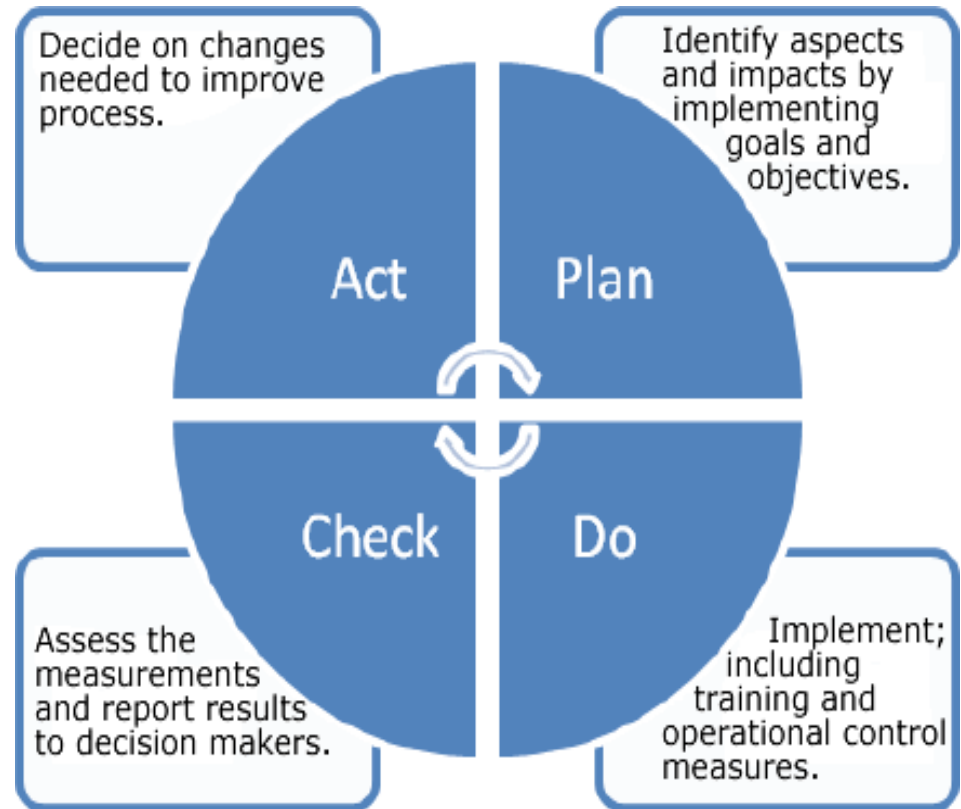 Decide on changes
needed to improve
process.
Identify aspects
and impacts by
implementing
goals and
objectives.
Act
Plan
Check
Do
Assess the
measurements
and report results
to decision makers.
Implement;
including
training and
operational control
measures.